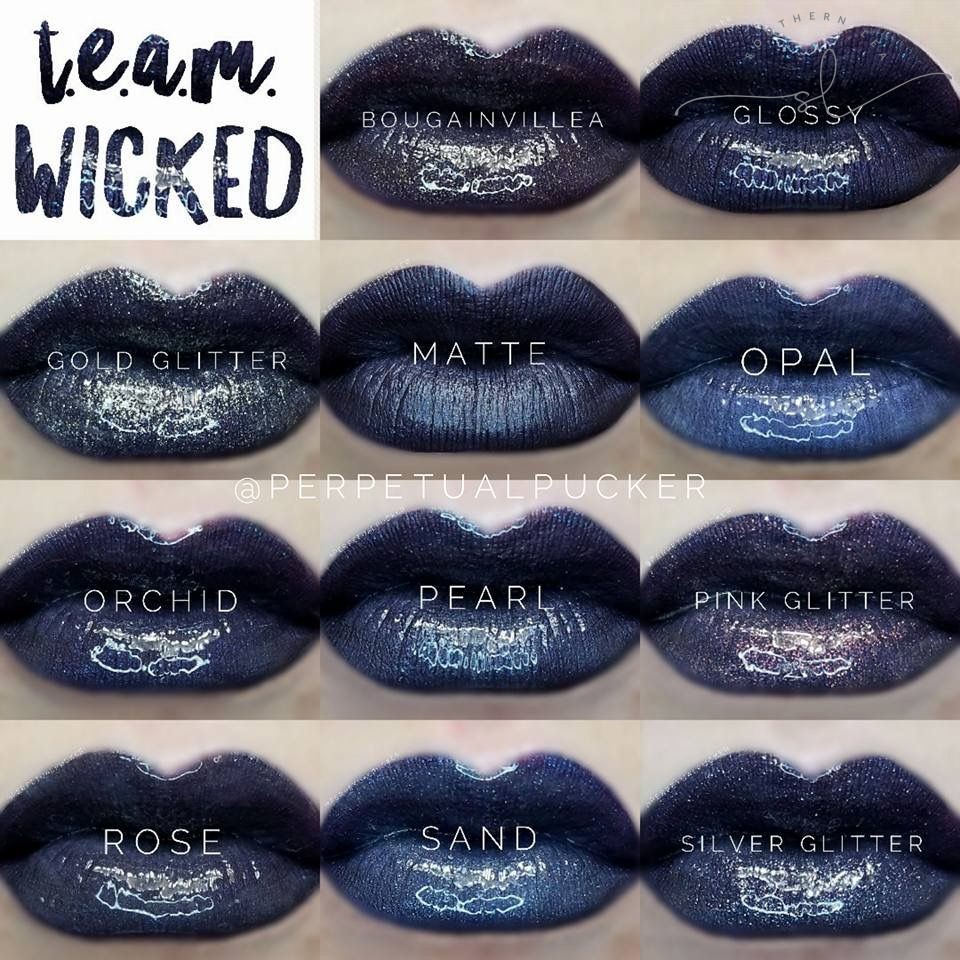 t.e.a.m.
WICKED
BOUGAINVILLEA
GLOSSY
GOLD GLITTER
MATTE
OPAL
@PERPETUALPUCKER
ORCHID
PEARL
PINK GLITTER
ROSE
SAND
SILVER GLITTER